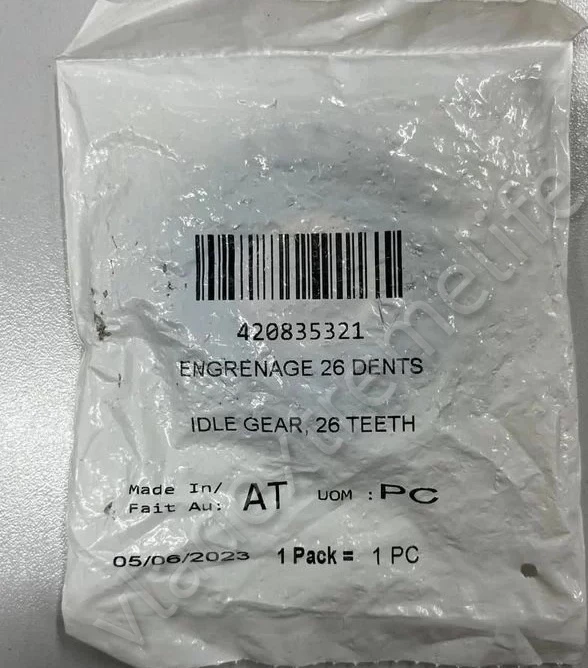 420835321
ENGRENAGE 26 DENTS
IDLE GEAR, 26 TEETH
Made In/ AT UOM : PC
Fait Au:
05/06/2023 1 Pack = 1 PC